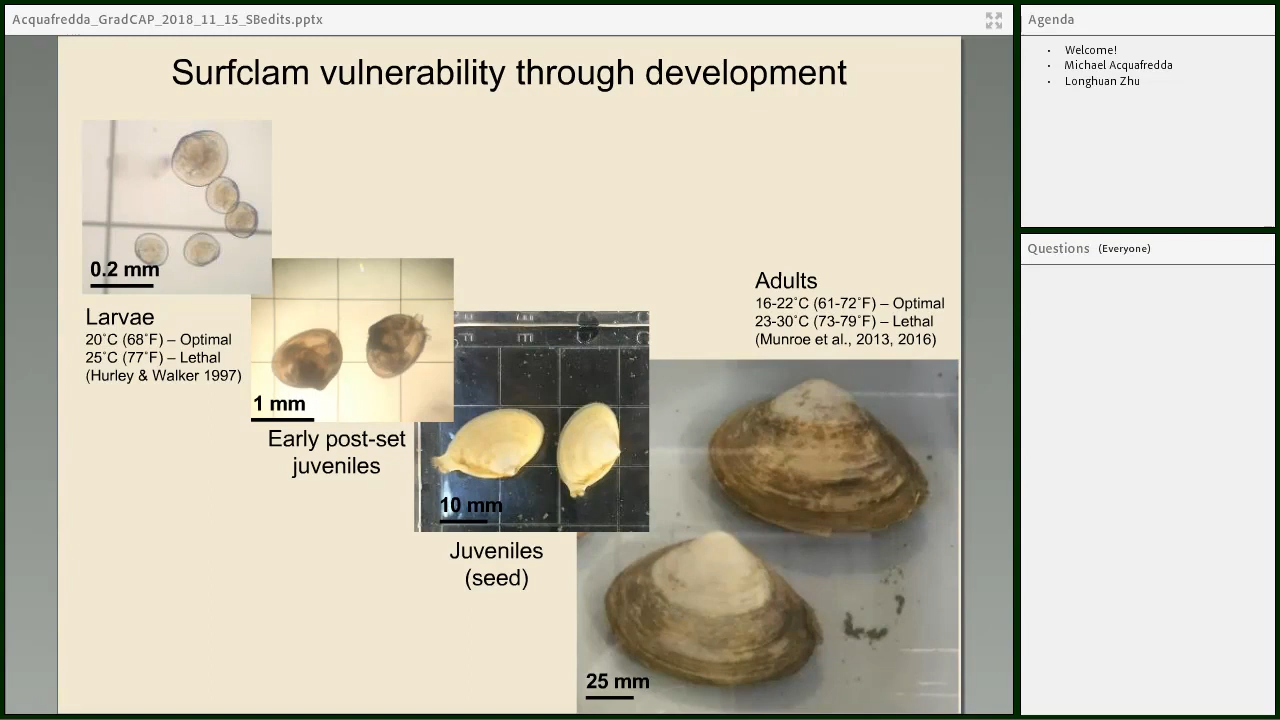 Acquafredda_GradCAP_2018_11_15_SBedits.pptx
Surfclam vulnerability through development
0.2 mm
Larvae
20˚C (68˚F) – Optimal
25˚C (77˚F) – Lethal
(Hurley & Walker 1997)
1 mm
Early post-set
juveniles
10 mm
Juveniles
(seed)
Adults
16-22˚C (61-72˚F) – Optimal
23-30˚C (73-79˚F) – Lethal
(Munroe et al., 2013, 2016)
25 mm
Agenda
• Welcome!
• Michael Acquafredda
• Longhuan Zhu
Questions (Everyone)